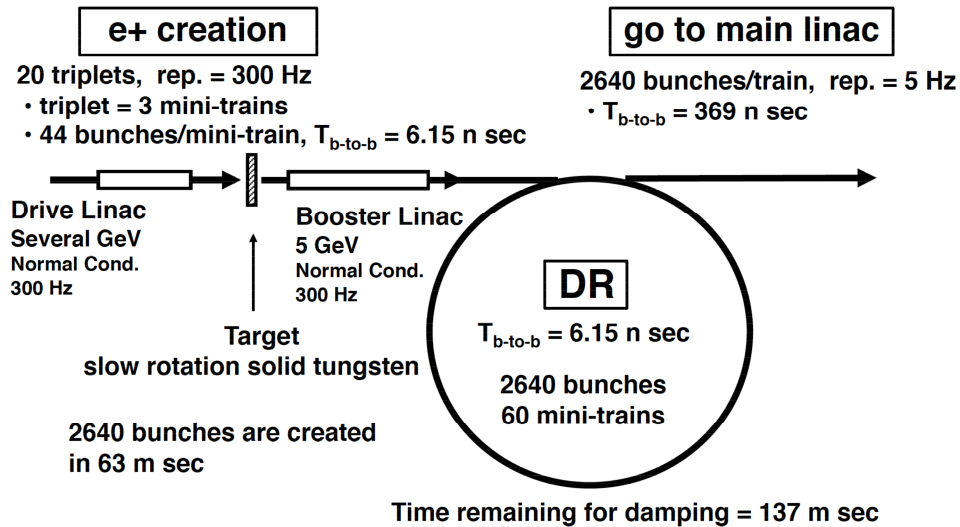 e+ creation
20 triplets, rep. = 300 Hz
・triplet = 3 mini-trains
・44 bunches/mini-train, Tb-to-b = 6.15 n sec
go to main linac
2640 bunches/train, rep. = 5 Hz
・Tb-to-b = 369 n sec
Drive Linac
Several GeV
Normal Cond.
300 Hz
Booster Linac
5 GeV
Normal Cond.
300 Hz
Target
slow rotation solid tungsten
DR
Tb-to-b = 6.15 n sec
2640 bunches
60 mini-trains
2640 bunches are created
in 63 m sec
Time remaining for damping = 137 m sec